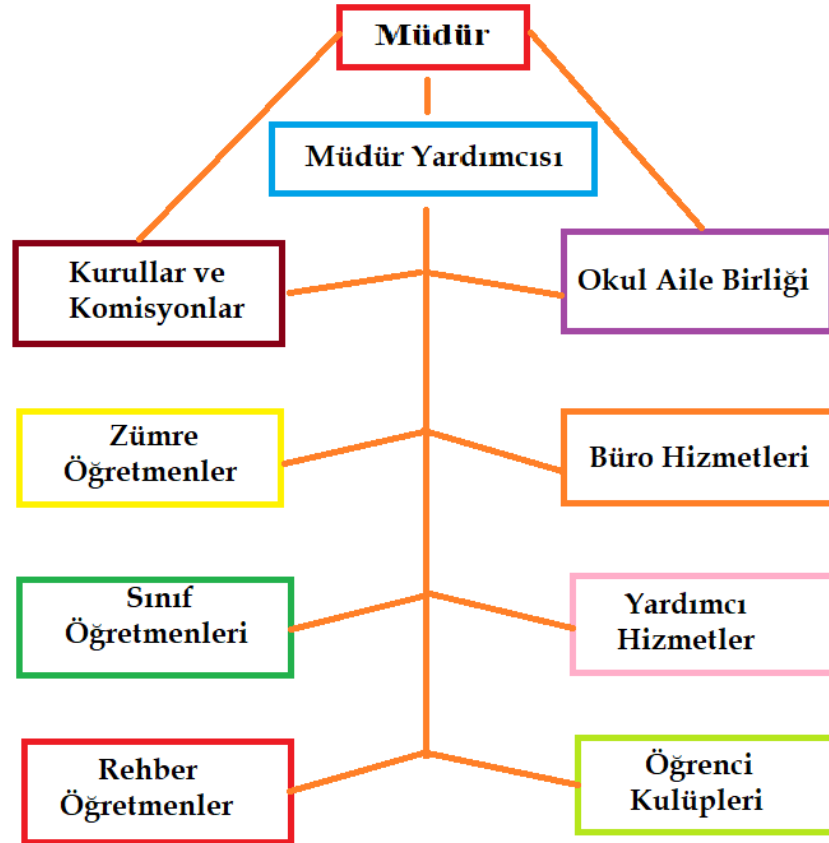 Müdür
Müdür Yardımcısı
Kurullar ve
Komisyonlar
Okul Aile Birliği
Zümre
Öğretmenler
Büro Hizmetleri
Sınıf
Öğretmenleri
Yardımcı
Hizmetler
Rehber
Öğretmenler
Öğrenci
Kulüpleri